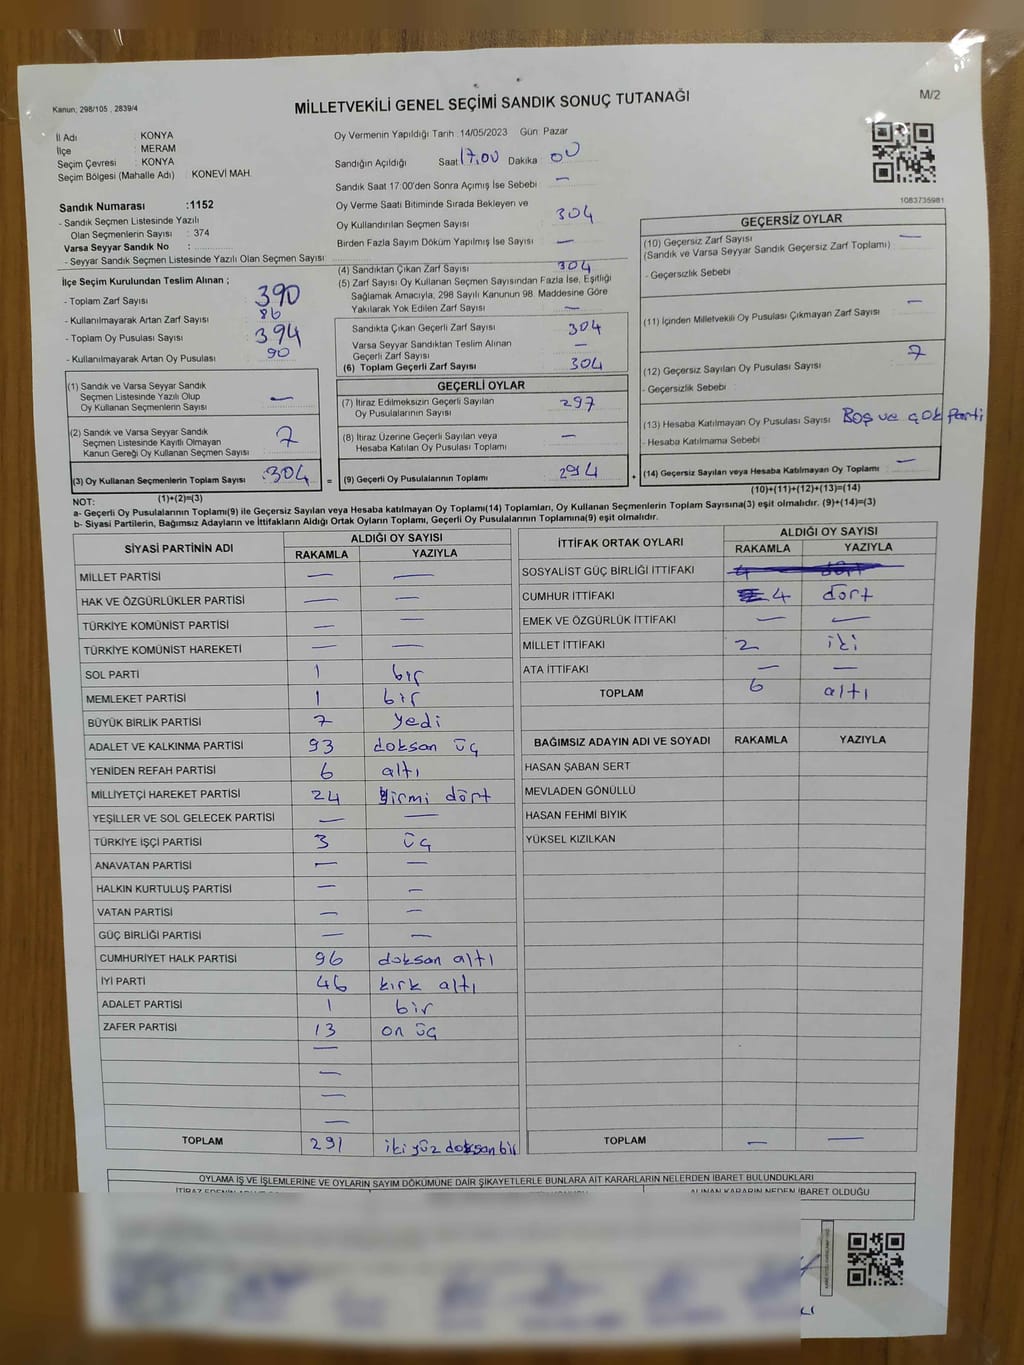 Kanun; 298/105 , 2839/4
MİLLETVEKİLİ GENEL SEÇİMİ SANDIK SONUÇ TUTANAĞI
M/2
İl Adı : KONYA
İlçe : MERAM
Seçim Çevresi : KONYA
Seçim Bölgesi (Mahalle Adı) : KONEVİ MAH.
Sandık Numarası :1152
- Sandık Seçmen Listesinde Yazılı
Olan Seçmenlerin Sayısı : 374
Varsa Seyyar Sandık No :
- Seyyar Sandık Seçmen Listesinde Yazılı Olan Seçmen Sayısı
Oy Vermenin Yapıldığı Tarih :14/05/2023 Gün: Pazar
Sandığın Açıldığı Saat 17.00 Dakika : 00
Sandık Saat 17:00'den Sonra Açımış İse Sebebi : —
Oy Verme Saati Bitiminde Sırada Bekleyen ve
Oy Kullandırılan Seçmen Sayısı : 304
Birden Fazla Sayım Döküm Yapılmış İse Sayısı : —
1083735981
İlçe Seçim Kurulundan Teslim Alınan ;
- Toplam Zarf Sayısı : 390
- Kullanılmayarak Artan Zarf Sayısı : 86
- Toplam Oy Pusulası Sayısı : 394
- Kullanılmayarak Artan Oy Pusulası : 90
(1) Sandık ve Varsa Seyyar Sandık
Seçmen Listesinde Yazılı Olup
Oy Kullanan Seçmenlerin Sayısı : —
(2) Sandık ve Varsa Seyyar Sandık
Seçmen Listesinde Kayıtlı Olmayan
Kanun Gereği Oy Kullanan Seçmen Sayısı : 7
(3) Oy Kullanan Seçmenlerin Toplam Sayısı :304
(1)+(2)=(3)
(4) Sandıktan Çıkan Zarf Sayısı : 304
(5) Zarf Sayısı Oy Kullanan Seçmen Sayısından Fazla İse, Eşitliği
Sağlamak Amacıyla, 298 Sayılı Kanunun 98. Maddesine Göre
Yakılarak Yok Edilen Zarf Sayısı : —
Sandıkta Çıkan Geçerli Zarf Sayısı : 304
Varsa Seyyar Sandıktan Teslim Alınan
Geçerli Zarf Sayısı : —
(6) Toplam Geçerli Zarf Sayısı : 304
GEÇERLİ OYLAR
(7) İtiraz Edilmeksizin Geçerli Sayılan
Oy Pusulalarının Sayısı : 297
(8) İtiraz Üzerine Geçerli Sayılan veya
Hesaba Katılan Oy Pusulası Toplamı : —
= (9) Geçerli Oy Pusulalarının Toplamı : 294 +
GEÇERSİZ OYLAR
(10) Geçersiz Zarf Sayısı : —
(Sandık ve Varsa Seyyar Sandık Geçersiz Zarf Toplamı)
- Geçersizlik Sebebi
(11) İçinden Milletvekili Oy Pusulası Çıkmayan Zarf Sayısı : —
(12) Geçersiz Sayılan Oy Pusulası Sayısı : 7
- Geçersizlik Sebebi :
(13) Hesaba Katılmayan Oy Pusulası Sayısı : Boş ve çok parti
- Hesaba Katılmama Sebebi :
(14) Geçersiz Sayılan veya Hesaba Katılmayan Oy Toplamı : —
(10)+(11)+(12)+(13)=(14)
NOT:
a- Geçerli Oy Pusulalarının Toplamı(9) ile Geçersiz Sayılan veya Hesaba katılmayan Oy Toplamı(14) Toplamları, Oy Kullanan Seçmenlerin Toplam Sayısına(3) eşit olmalıdır. (9)+(14)=(3)
b- Siyasi Partilerin, Bağımsız Adayların ve İttifakların Aldığı Ortak Oyların Toplamı, Geçerli Oy Pusulalarının Toplamına(9) eşit olmalıdır.
SİYASİ PARTİNİN ADI ALDIĞI OY SAYISI
RAKAMLA YAZIYLA
MİLLET PARTİSİ — —
HAK VE ÖZGÜRLÜKLER PARTİSİ — —
TÜRKİYE KOMÜNİST PARTİSİ — —
TÜRKİYE KOMÜNİST HAREKETİ — —
SOL PARTİ 1 bir
MEMLEKET PARTİSİ 1 bir
BÜYÜK BİRLİK PARTİSİ 7 yedi
ADALET VE KALKINMA PARTİSİ 93 doksan üç
YENİDEN REFAH PARTİSİ 6 altı
MİLLİYETÇİ HAREKET PARTİSİ 24 yirmi dört
YEŞİLLER VE SOL GELECEK PARTİSİ — —
TÜRKİYE İŞÇİ PARTİSİ 3 üç
ANAVATAN PARTİSİ — —
HALKIN KURTULUŞ PARTİSİ — —
VATAN PARTİSİ — —
GÜÇ BİRLİĞİ PARTİSİ — —
CUMHURİYET HALK PARTİSİ 96 doksan altı
İYİ PARTİ 46 kırk altı
ADALET PARTİSİ 1 bir
ZAFER PARTİSİ 13 on üç
—
—
—
—
TOPLAM 291 iki yüz doksan bir
İTTİFAK ORTAK OYLARI ALDIĞI OY SAYISI
RAKAMLA YAZIYLA
SOSYALİST GÜÇ BİRLİĞİ İTTİFAKI 4 dört
CUMHUR İTTİFAKI 4 dört
EMEK VE ÖZGÜRLÜK İTTİFAKI — —
MİLLET İTTİFAKI 2 iki
ATA İTTİFAKI — —
TOPLAM 6 altı
BAĞIMSIZ ADAYIN ADI VE SOYADI RAKAMLA YAZIYLA
HASAN ŞABAN SERT
MEVLADEN GÖNÜLLÜ
HASAN FEHMİ BIYIK
YÜKSEL KIZILKAN
TOPLAM — —
OYLAMA İŞ VE İŞLEMLERİNE VE OYLARIN SAYIM DÖKÜMÜNE DAİR ŞİKAYETLERLE BUNLARA AİT KARARLARIN NELERDEN İBARET BULUNDUKLARI
ALINAN KARARIN NEDEN İBARET OLDUĞU